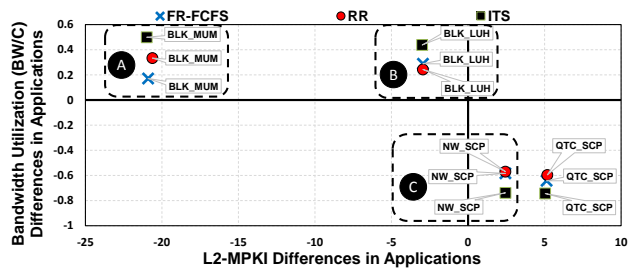 FR-FCFS RR ITS
Bandwidth Utilization (BW/C)
Differences in Applications
0.6
0.4
0.2
0
-0.2
-0.4
-0.6
-0.8
-1
BLK_MUM
BLK_MUM
BLK_MUM
A
BLK_LUH
BLK_LUH
BLK_LUH
B
NW_SCP
NW_SCP
NW_SCP
C
QTC_SCP
QTC_SCP
QTC_SCP
-25 -20 -15 -10 -5 0 5 10
L2-MPKI Differences in Applications